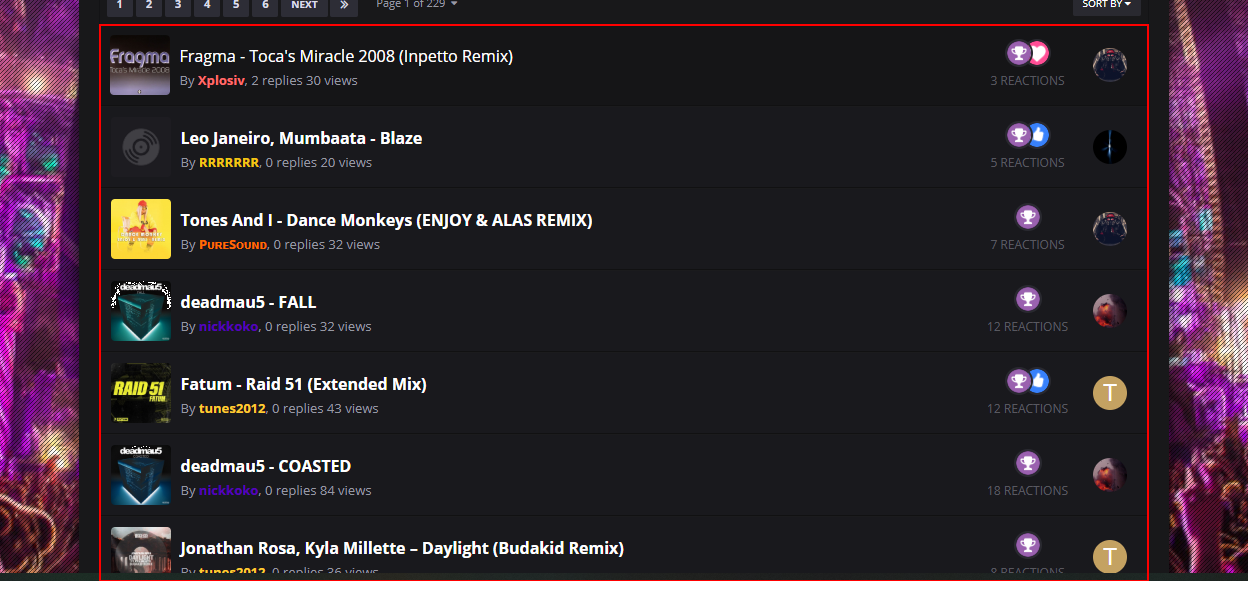 1 2 3 4 5 6 NEXT » Page 1 of 229 SORT BY
Fragma
Toca's Miracle 2008
Fragma - Toca's Miracle 2008 (Inpetto Remix)
By Xplosiv, 2 replies 30 views
3 REACTIONS
Leo Janeiro, Mumbaata - Blaze
By RRRRRRR, 0 replies 20 views
5 REACTIONS
Tones And I - Dance Monkeys (ENJOY & ALAS REMIX)
By PureSound, 0 replies 32 views
7 REACTIONS
deadmau5
deadmau5 - FALL
By nickkoko, 0 replies 32 views
12 REACTIONS
RAID 51
FATUM.
Fatum - Raid 51 (Extended Mix)
By tunes2012, 0 replies 43 views
12 REACTIONS
T
deadmau5
deadmau5 - COASTED
By nickkoko, 0 replies 84 views
18 REACTIONS
DAYLIGHT
Jonathan Rosa, Kyla Millette – Daylight (Budakid Remix)
By tunes2012, 0 replies 36 views
8 REACTIONS
T